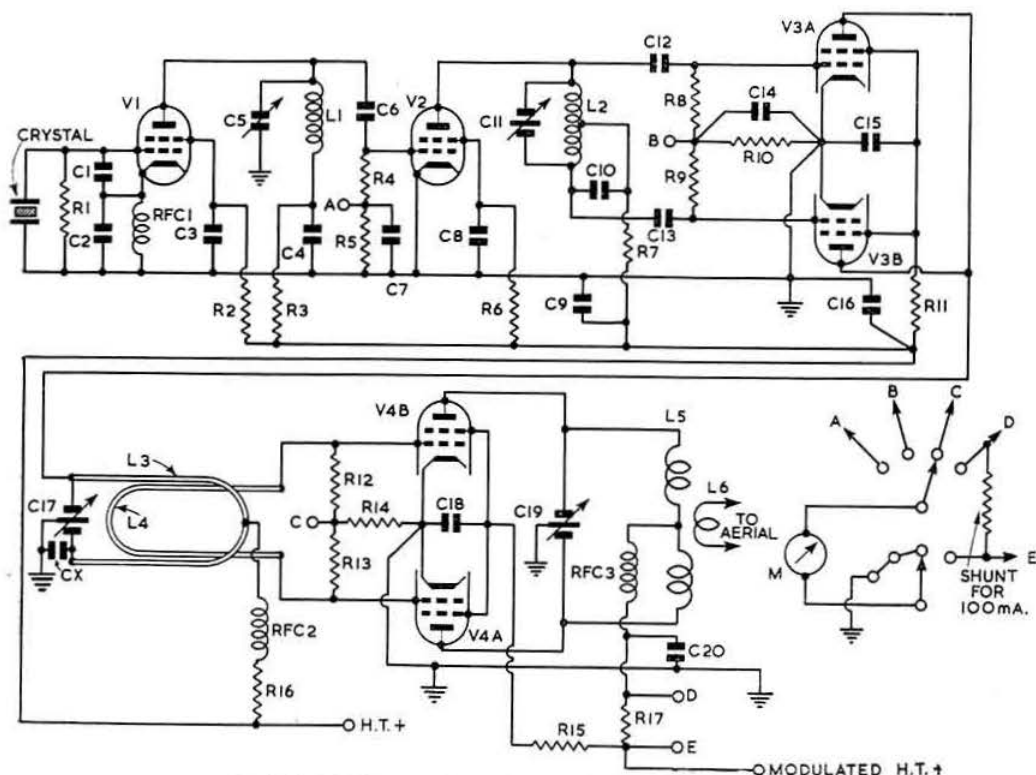 CRYSTAL
V1
C1
R1
C2
RFC1
C3
R2
C5
L1
C4
R3
C6
R4
A
R5
C7
V2
C8
R6
C11
L2
C10
C12
C13
R7
C9
R8
B
R9
C14
R10
C15
V3A
V3B
C16
R11
L3
C17
L4
CX
RFC2
R16
H.T.+
V4B
R12
C
R14
R13
C18
V4A
C19
L5
L6
TO
AERIAL
RFC3
C20
D
R17
R15
E
MODULATED H.T.+
A
B
C
D
M
E
SHUNT
FOR
100mA.